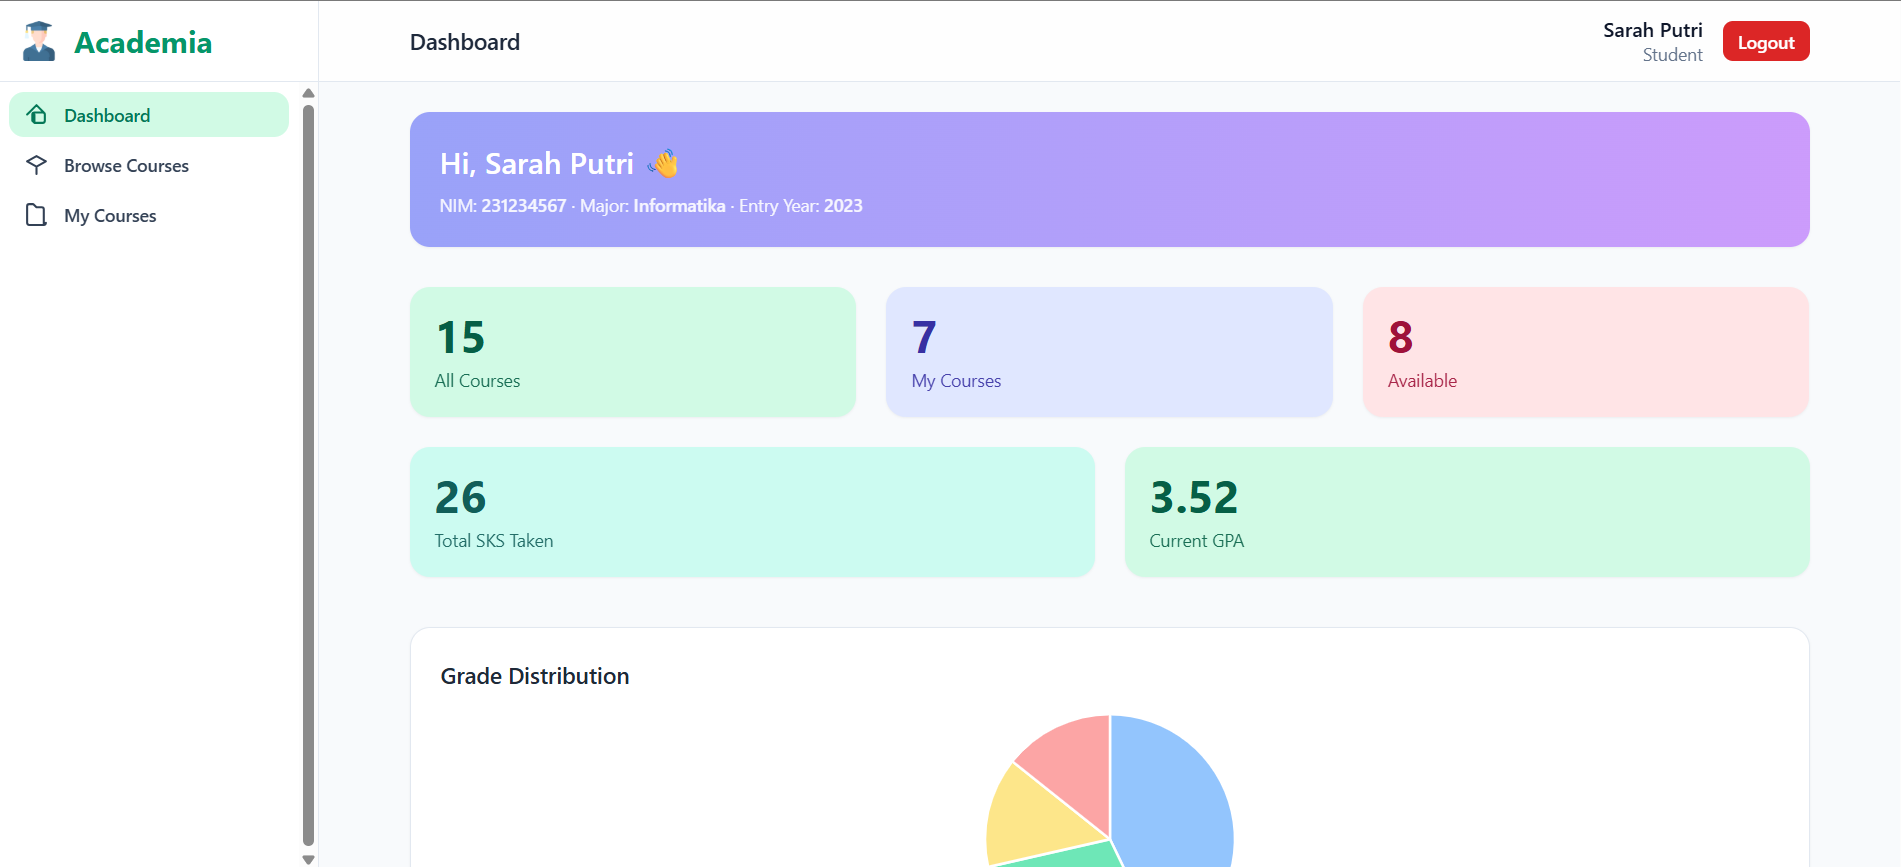 Academia
Dashboard
Sarah Putri
Student
Logout
Dashboard
Browse Courses
My Courses
Hi, Sarah Putri 👋
NIM: 231234567 · Major: Informatika · Entry Year: 2023
15
All Courses
7
My Courses
8
Available
26
Total SKS Taken
3.52
Current GPA
Grade Distribution